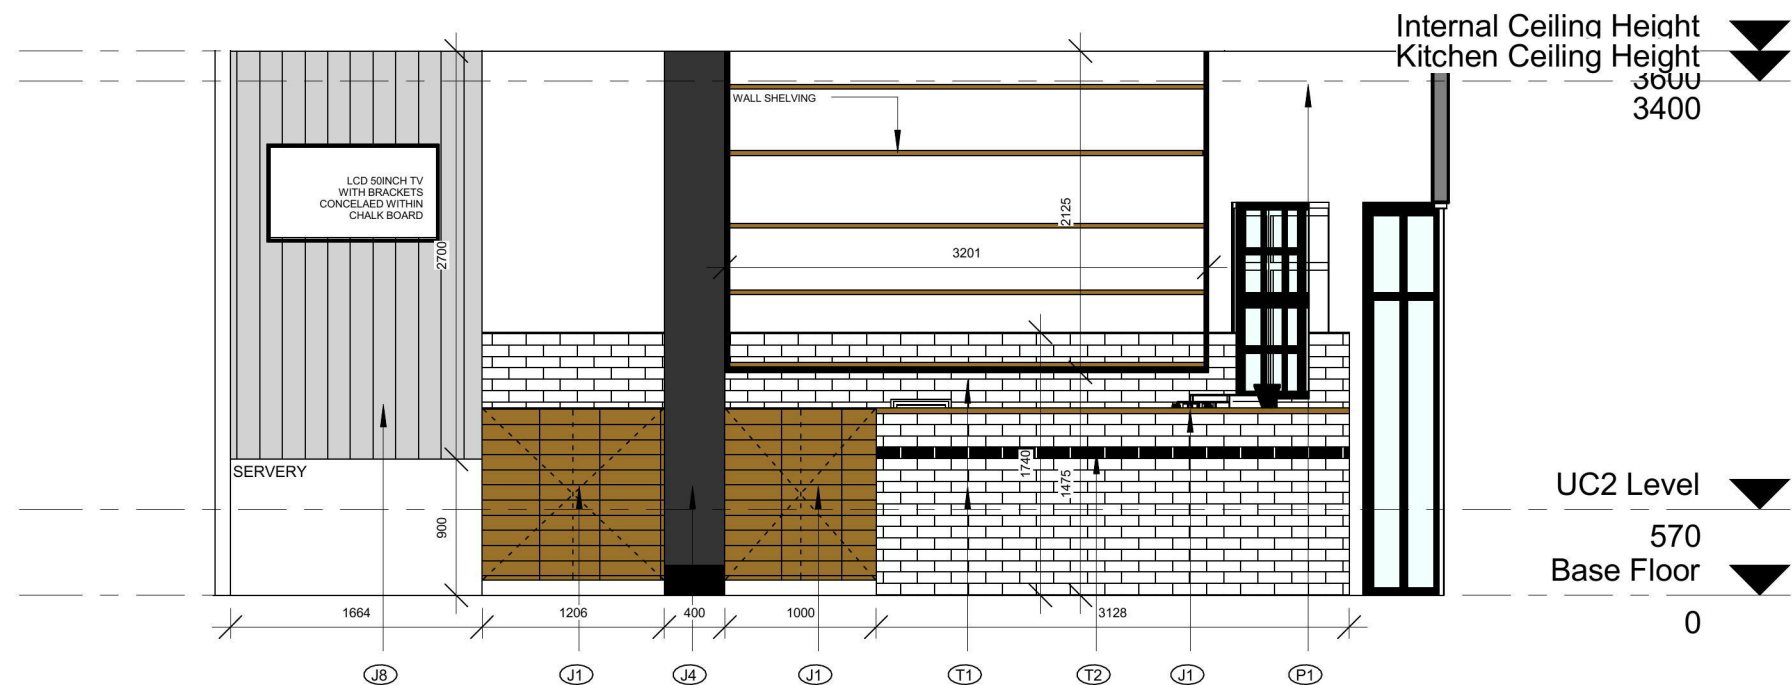 Internal Ceiling Height
Kitchen Ceiling Height
3600
3400
WALL SHELVING
LCD 50INCH TV
WITH BRACKETS
CONCELAED WITHIN
CHALK BOARD
2125
2700
3201
SERVERY
1740
1475
900
UC2 Level
570
Base Floor
0
1664
1206
400
1000
3128
J8
J1
J4
J1
T1
T2
J1
P1